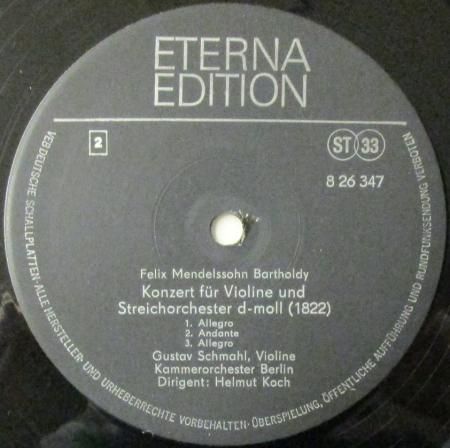 ETERNA
EDITION
2
ST 33
8 26 347
Felix Mendelssohn Bartholdy
Konzert für Violine und
Streichorchester d-moll (1822)
1. Allegro
2. Andante
3. Allegro
Gustav Schmahl, Violine
Kammerorchester Berlin
Dirigent: Helmut Koch
VEB DEUTSCHE SCHALLPLATTEN · ALLE HERSTELLER- UND URHEBERRECHTE VORBEHALTEN · ÜBERSPIELUNG, ÖFFENTLICHE AUFFÜHRUNG UND RUNDFUNKSENDUNG VERBOTEN